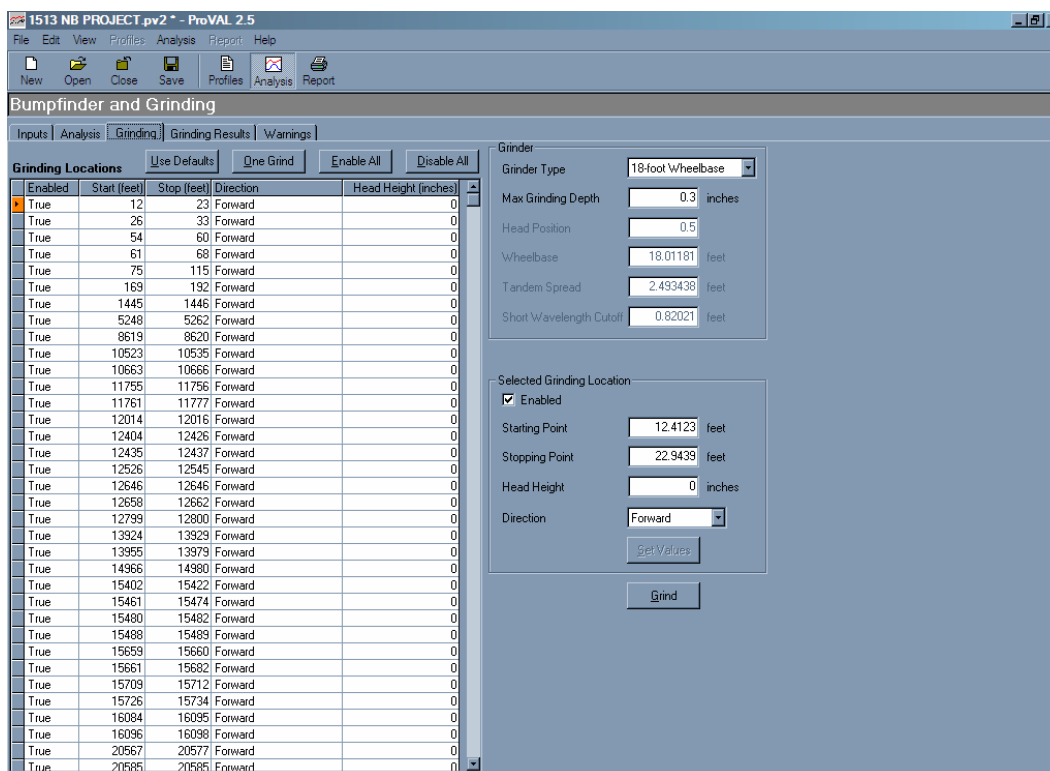 1513 NB PROJECT.pv2 * - ProVAL 2.5
File Edit View Profiles Analysis Report Help
New Open Close Save Profiles Analysis Report
Bumpfinder and Grinding
Inputs Analysis Grinding Grinding Results Warnings
Grinding Locations Use Defaults One Grind Enable All Disable All
Enabled Start (feet) Stop (feet) Direction Head Height (inches)
True 12 23 Forward 0
True 26 33 Forward 0
True 54 60 Forward 0
True 61 68 Forward 0
True 75 115 Forward 0
True 169 192 Forward 0
True 1445 1446 Forward 0
True 5248 5262 Forward 0
True 8619 8620 Forward 0
True 10523 10535 Forward 0
True 10663 10666 Forward 0
True 11755 11756 Forward 0
True 11761 11777 Forward 0
True 12014 12016 Forward 0
True 12404 12426 Forward 0
True 12435 12437 Forward 0
True 12526 12545 Forward 0
True 12646 12646 Forward 0
True 12658 12662 Forward 0
True 12799 12800 Forward 0
True 13924 13929 Forward 0
True 13955 13979 Forward 0
True 14966 14980 Forward 0
True 15402 15422 Forward 0
True 15461 15474 Forward 0
True 15480 15482 Forward 0
True 15488 15489 Forward 0
True 15659 15660 Forward 0
True 15661 15682 Forward 0
True 15709 15712 Forward 0
True 15726 15734 Forward 0
True 16084 16095 Forward 0
True 16096 16098 Forward 0
True 20567 20577 Forward 0
True 20585 20585 Forward 0
Grinder
Grinder Type 18-foot Wheelbase
Max Grinding Depth 0.3 inches
Head Position 0.5
Wheelbase 18.01181 feet
Tandem Spread 2.493438 feet
Short Wavelength Cutoff 0.82021 feet
Selected Grinding Location
Enabled
Starting Point 12.4123 feet
Stopping Point 22.9439 feet
Head Height 0 inches
Direction Forward
Set Values
Grind